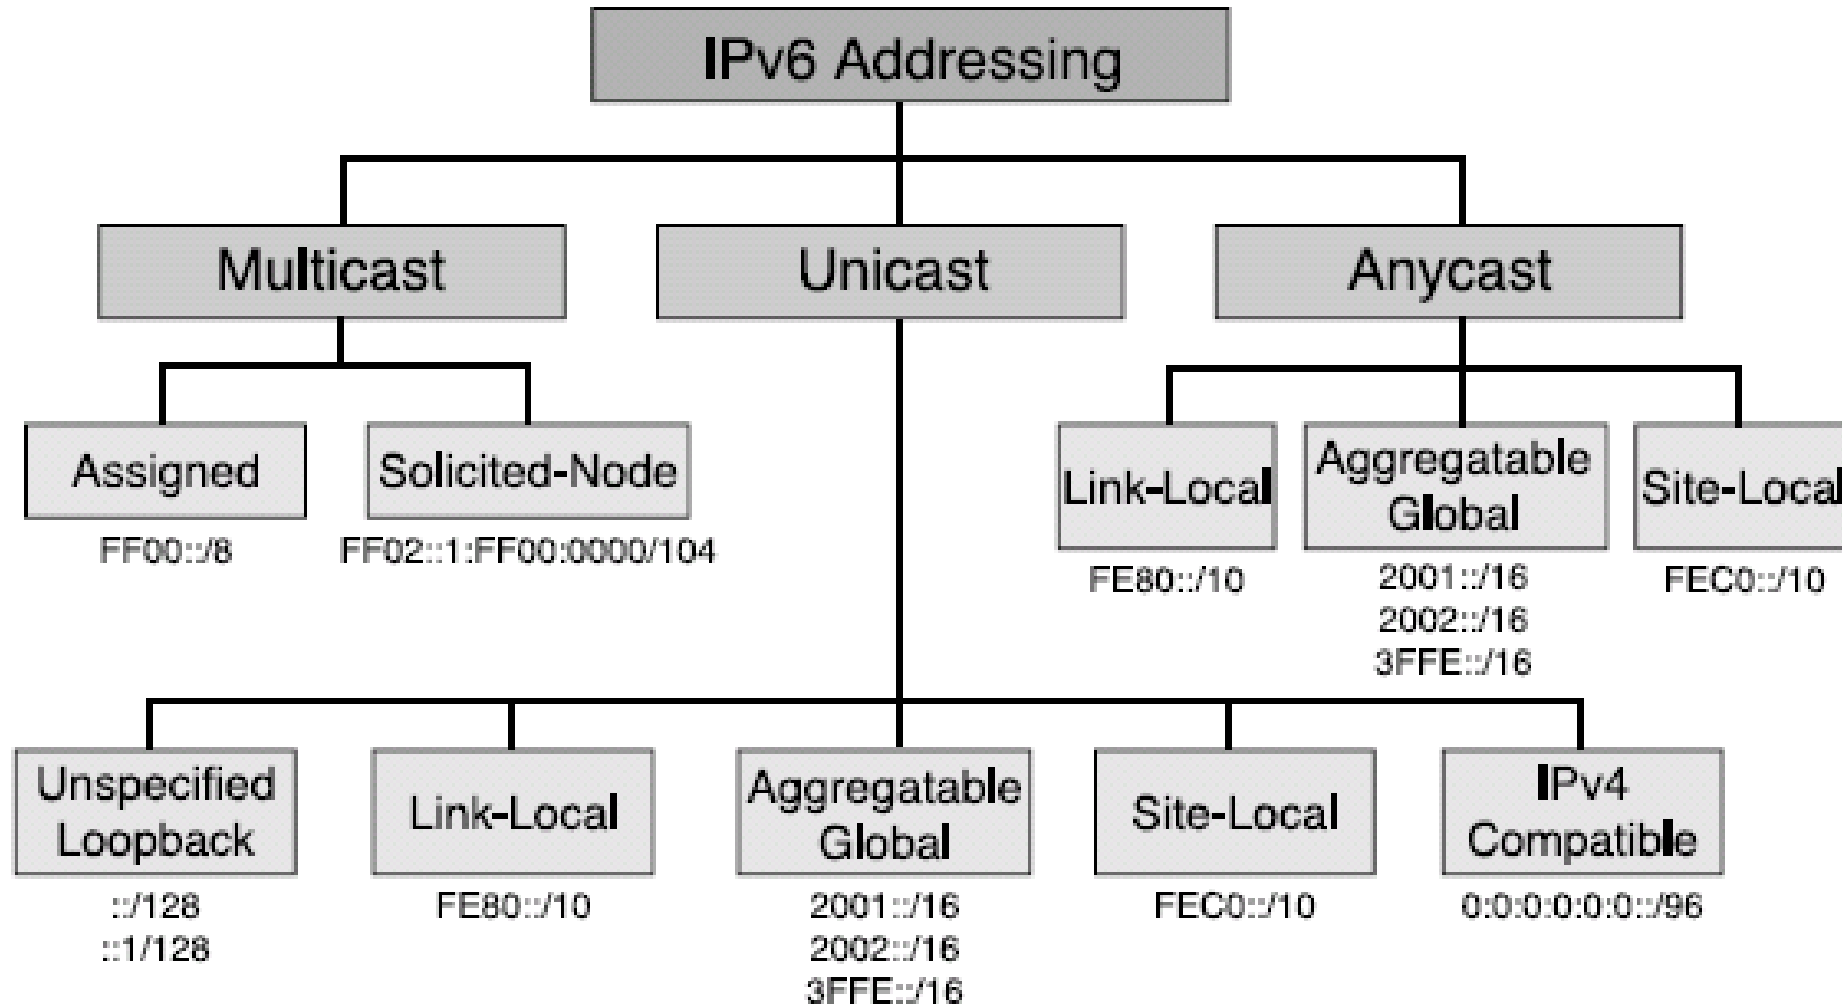 IPv6 Addressing
Multicast
Unicast
Anycast
Assigned
FF00::/8
Solicited-Node
FF02::1:FF00:0000/104
Link-Local
FE80::/10
Aggregatable
Global
2001::/16
2002::/16
3FFE::/16
Site-Local
FEC0::/10
Unspecified
Loopback
::/128
::1/128
Link-Local
FE80::/10
Aggregatable
Global
2001::/16
2002::/16
3FFE::/16
Site-Local
FEC0::/10
IPv4
Compatible
0:0:0:0:0:0::/96